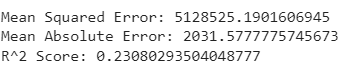 Mean Squared Error: 5128525.1901606945
Mean Absolute Error: 2031.5777775745673
R^2 Score: 0.23080293504048777